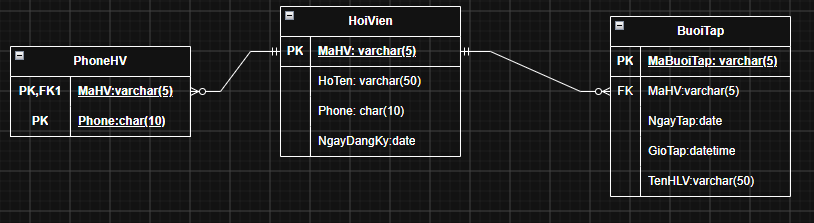 PhoneHV
PK,FK1 MaHV:varchar(5)
PK Phone:char(10)
HoiVien
PK MaHV: varchar(5)
HoTen: varchar(50)
Phone: char(10)
NgayDangKy:date
BuoiTap
PK MaBuoiTap: varchar(5)
FK MaHV:varchar(5)
NgayTap:date
GioTap:datetime
TenHLV:varchar(50)